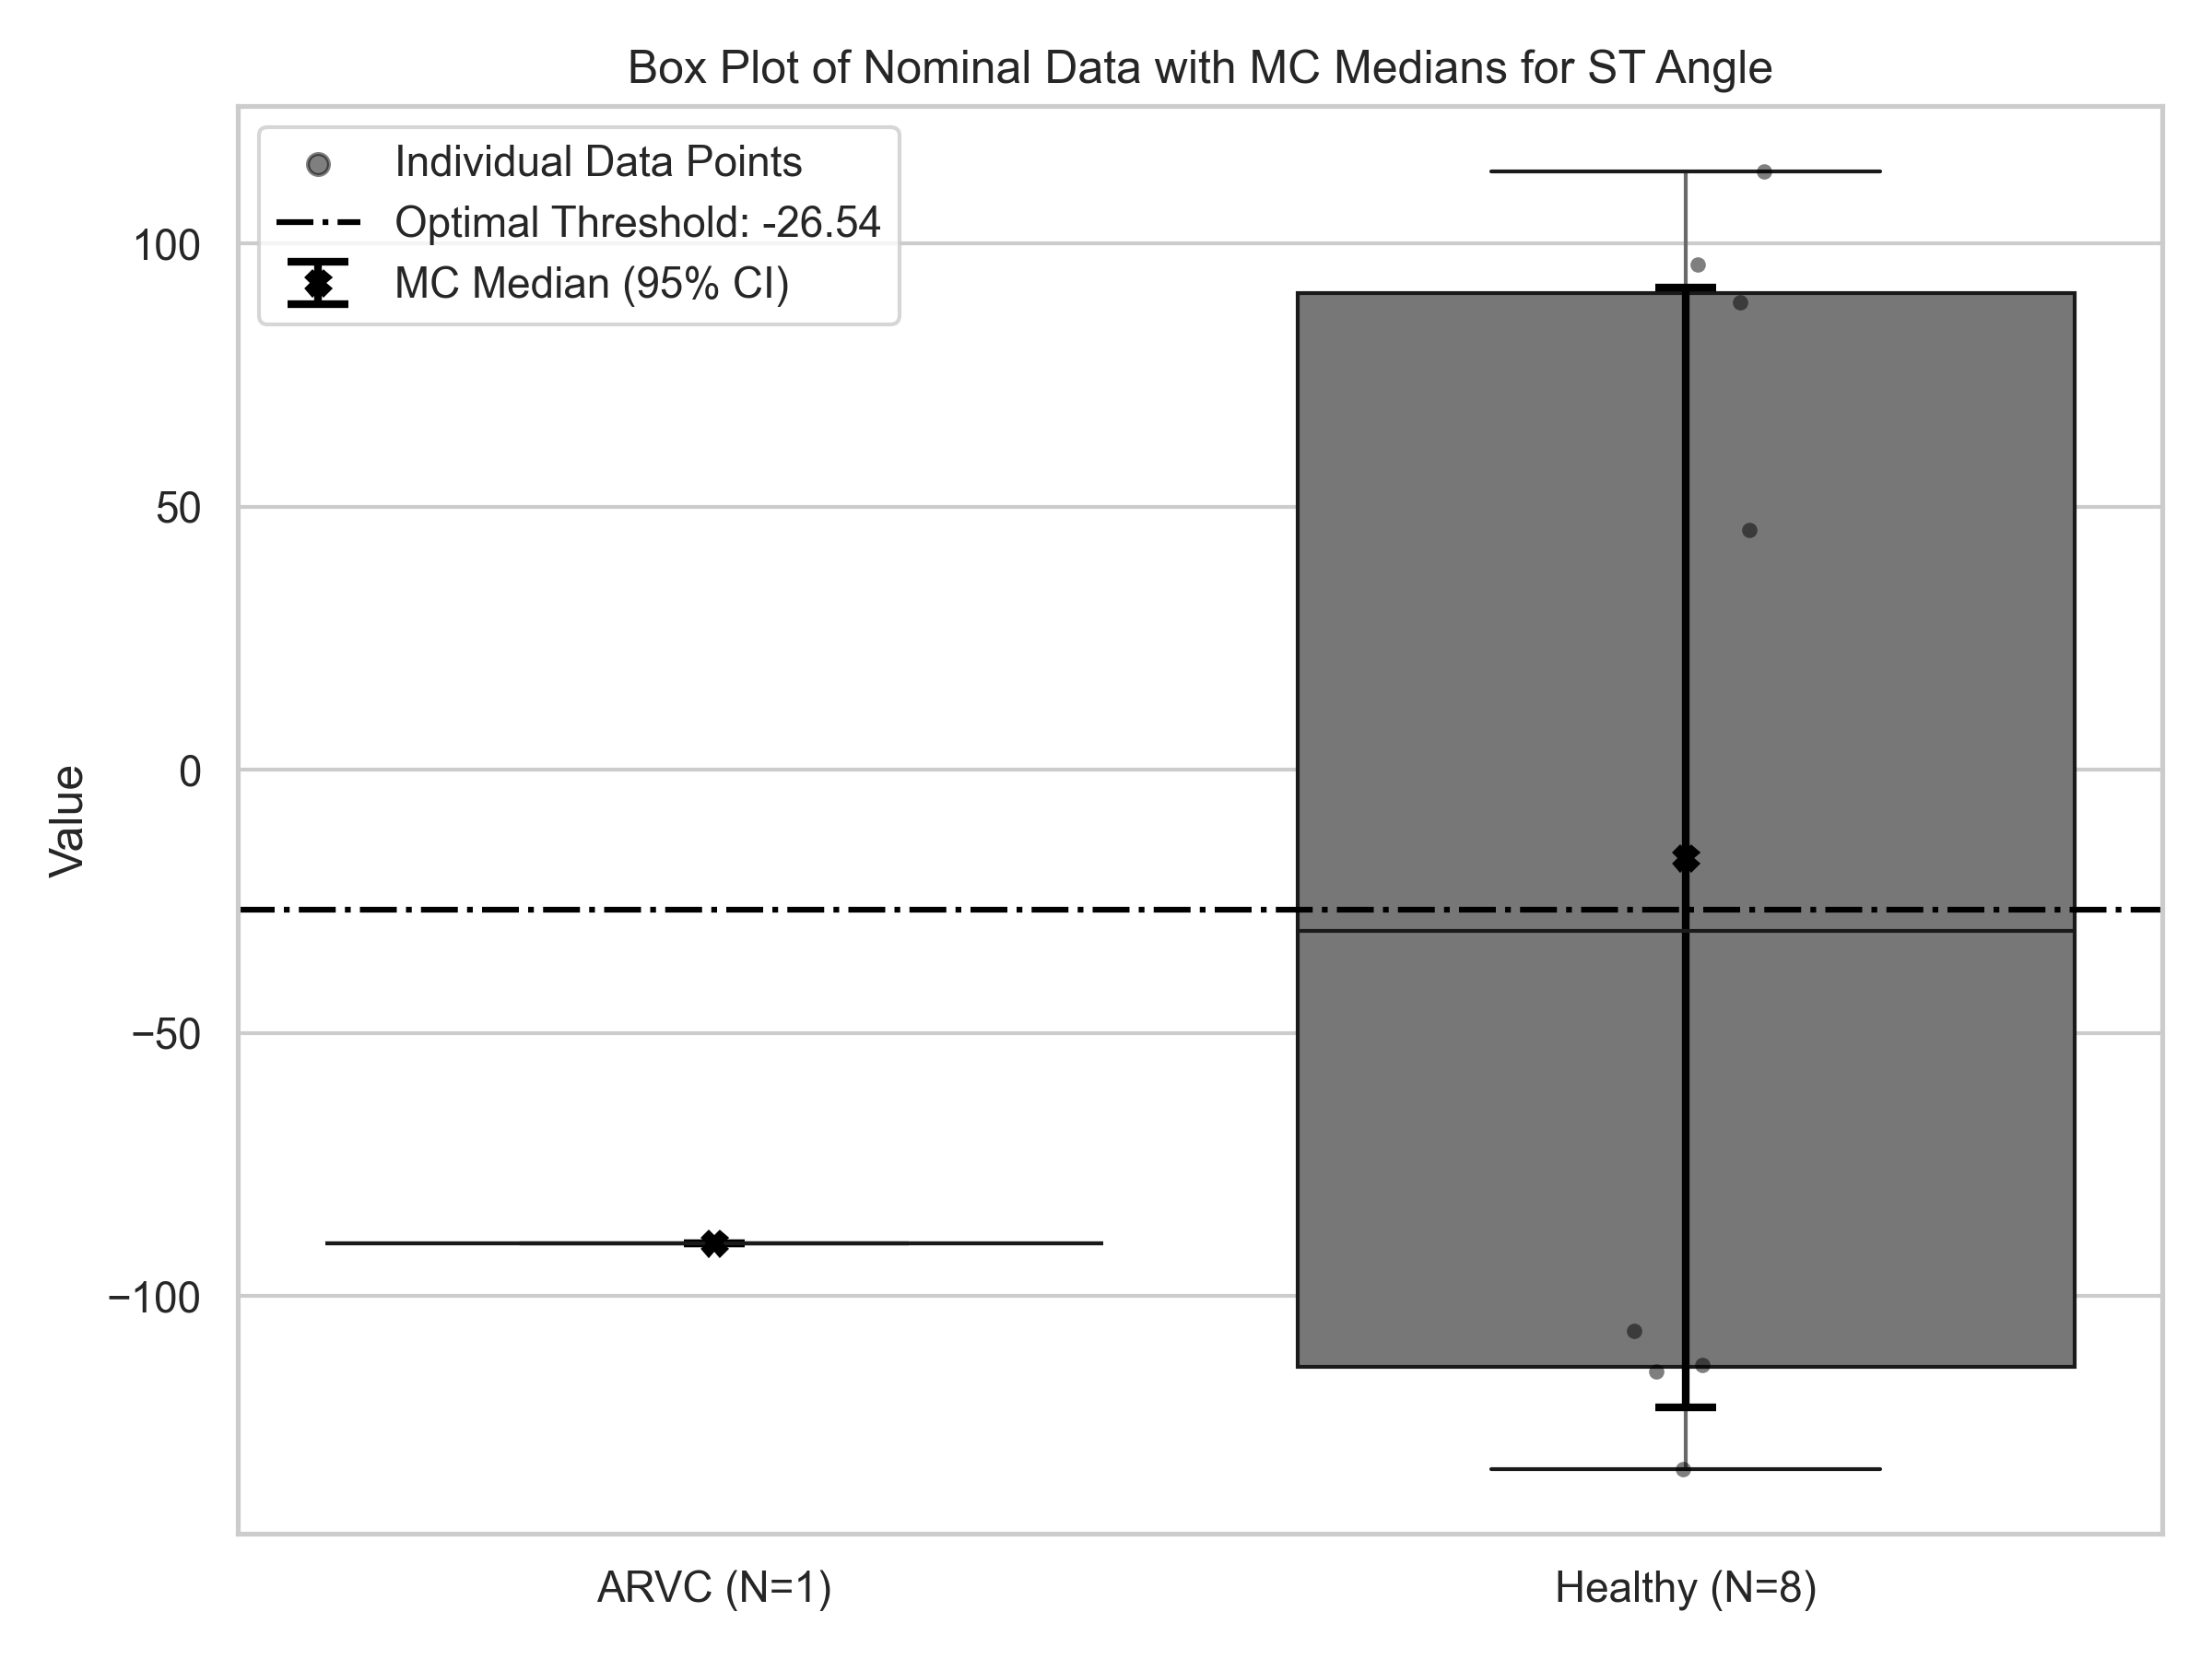 Box Plot of Nominal Data with MC Medians for ST Angle
Individual Data Points
Optimal Threshold: -26.54
MC Median (95% CI)
Value
100
50
0
−50
−100
ARVC (N=1)
Healthy (N=8)